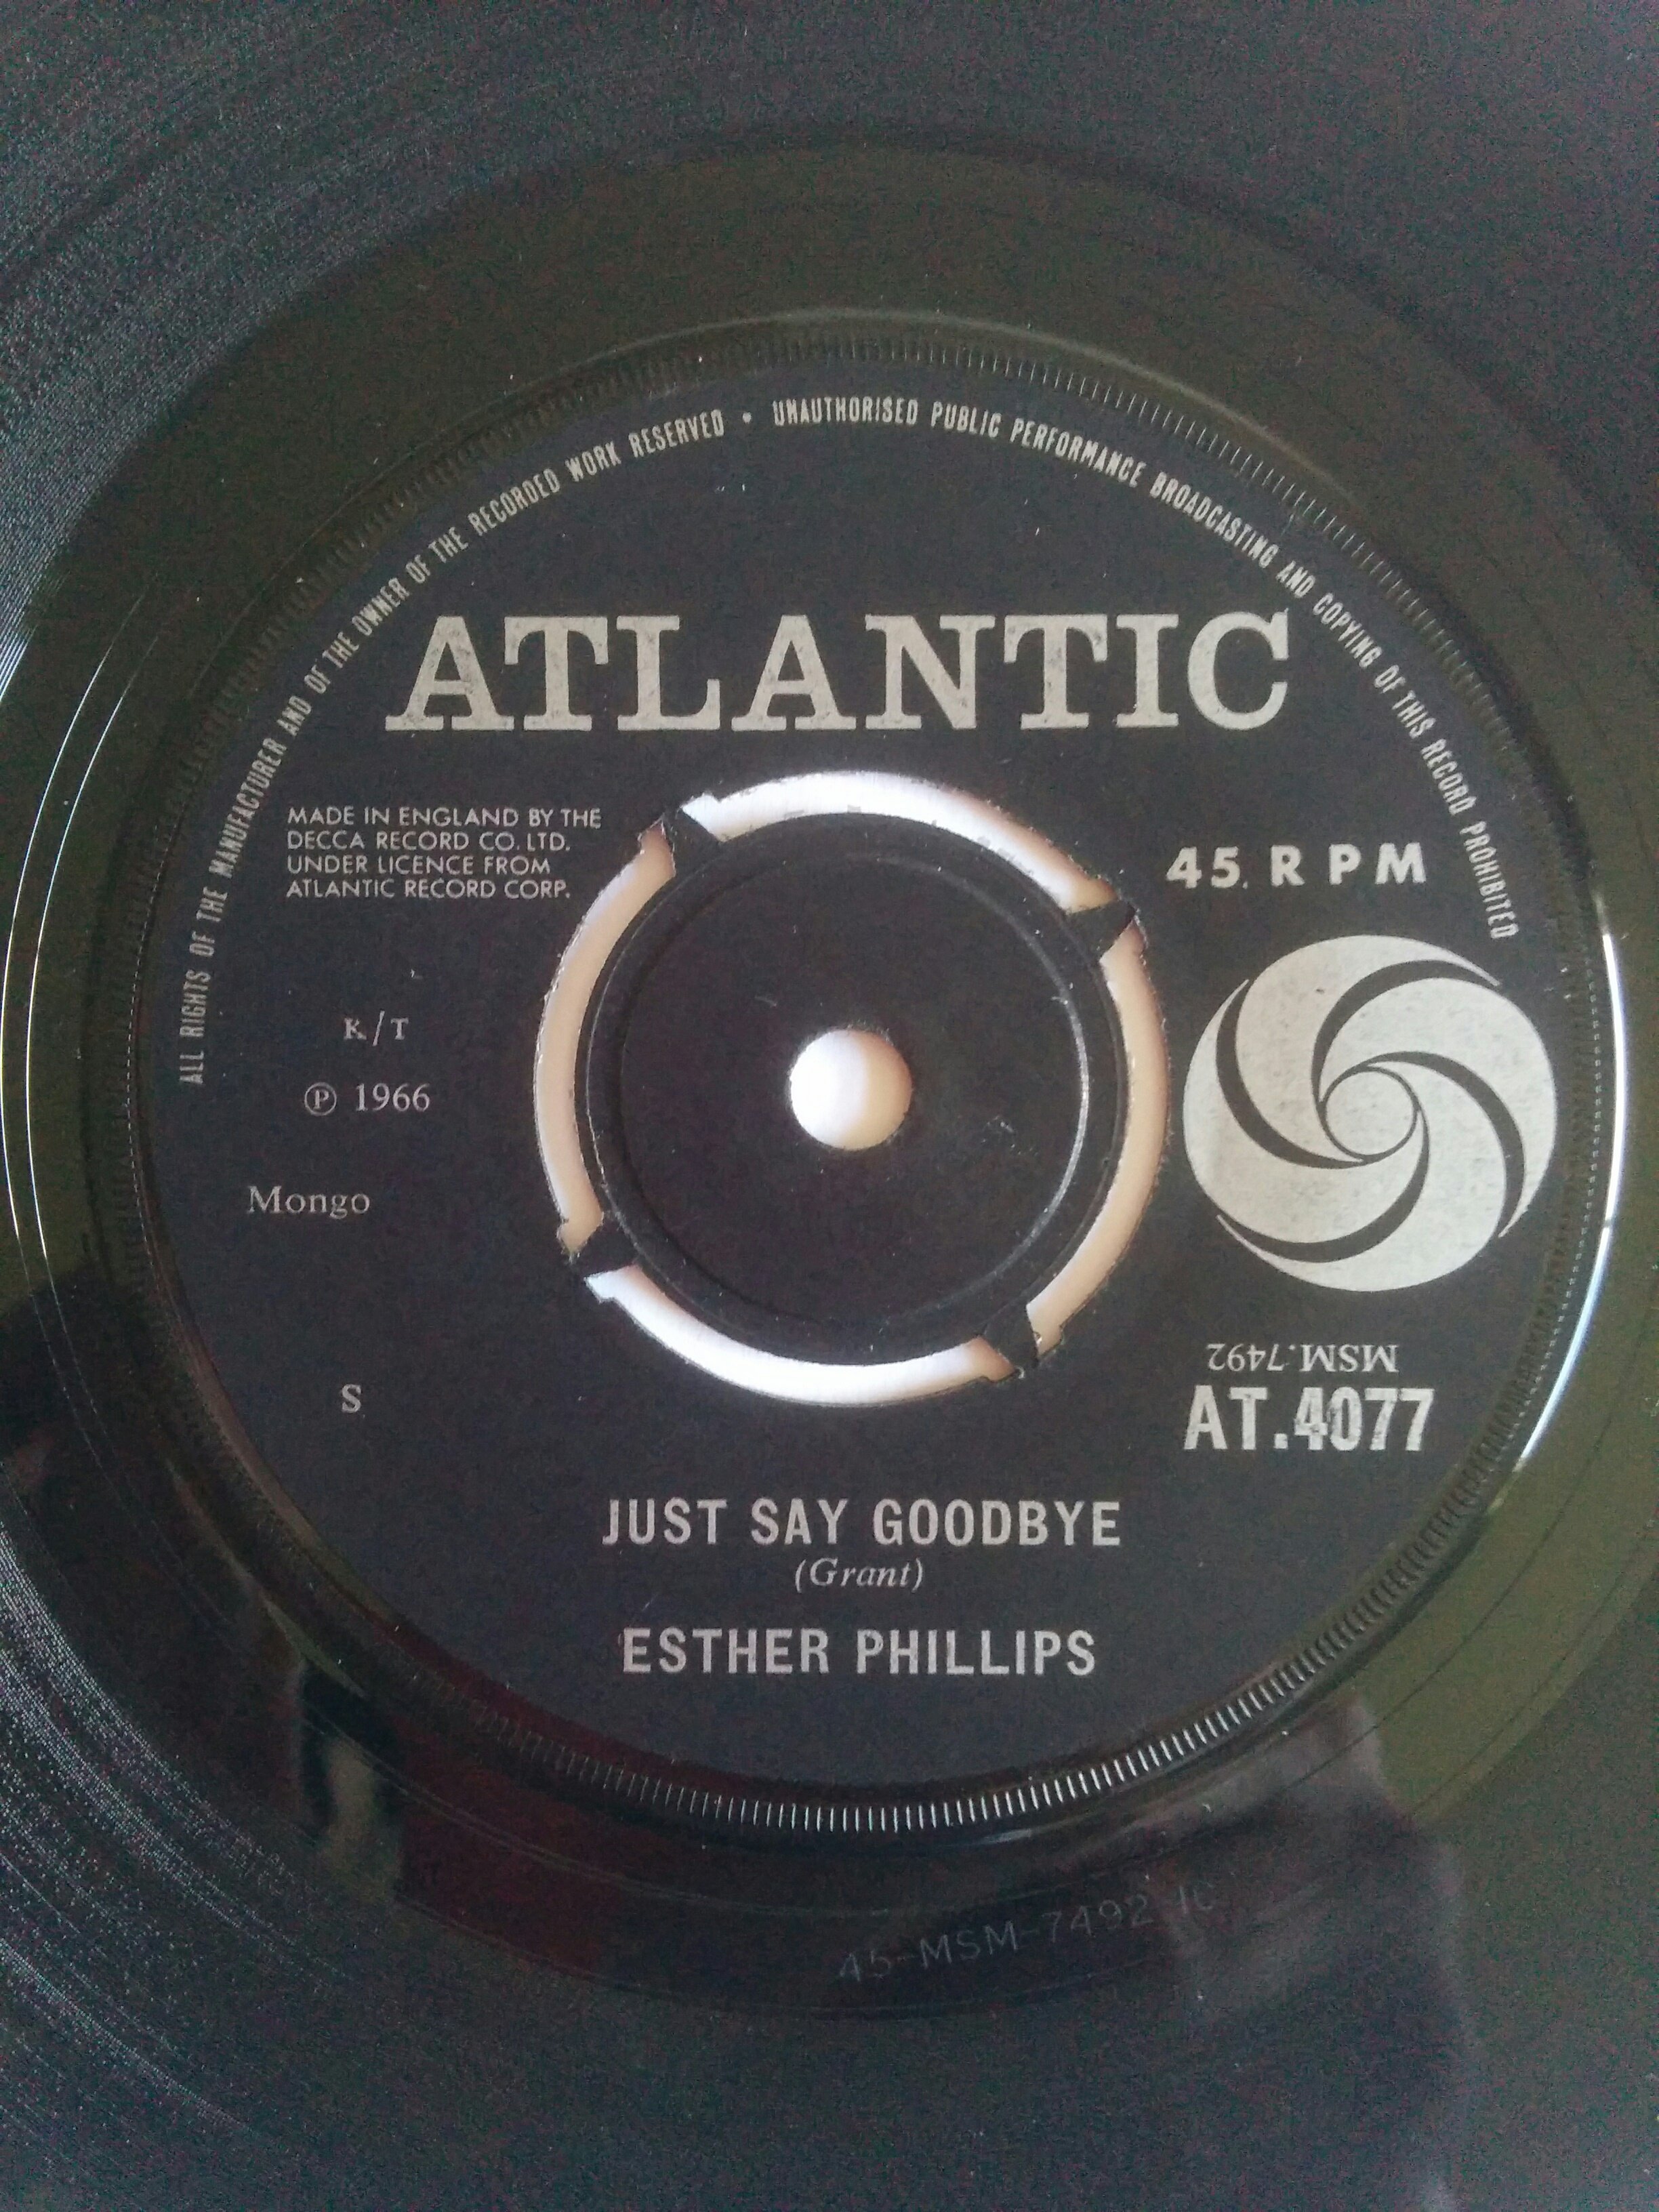 ALL RIGHTS OF THE MANUFACTURER AND OF THE OWNER OF THE RECORDED WORK RESERVED • UNAUTHORISED PUBLIC PERFORMANCE BROADCASTING AND COPYING OF THIS RECORD PROHIBITED
ATLANTIC
MADE IN ENGLAND BY THE
DECCA RECORD CO. LTD.
UNDER LICENCE FROM
ATLANTIC RECORD CORP.
45 RPM
K/T
℗ 1966
Mongo
S
MSM.7492
AT.4077
JUST SAY GOODBYE
(Grant)
ESTHER PHILLIPS
45-MSM-7492